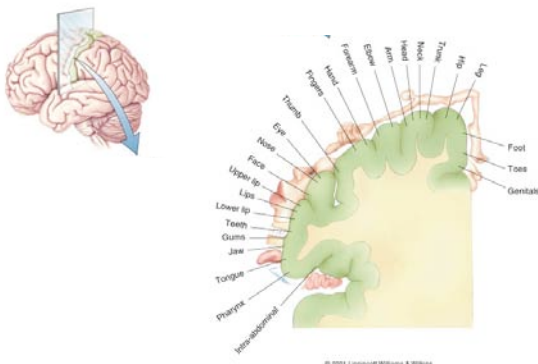 Leg
Hip
Trunk
Neck
Head
Arm
Elbow
Forearm
Hand
Fingers
Thumb
Eye
Nose
Face
Upper lip
Lips
Lower lip
Teeth
Gums
Jaw
Tongue
Pharynx
Intra-abdominal
Foot
Toes
Genitals